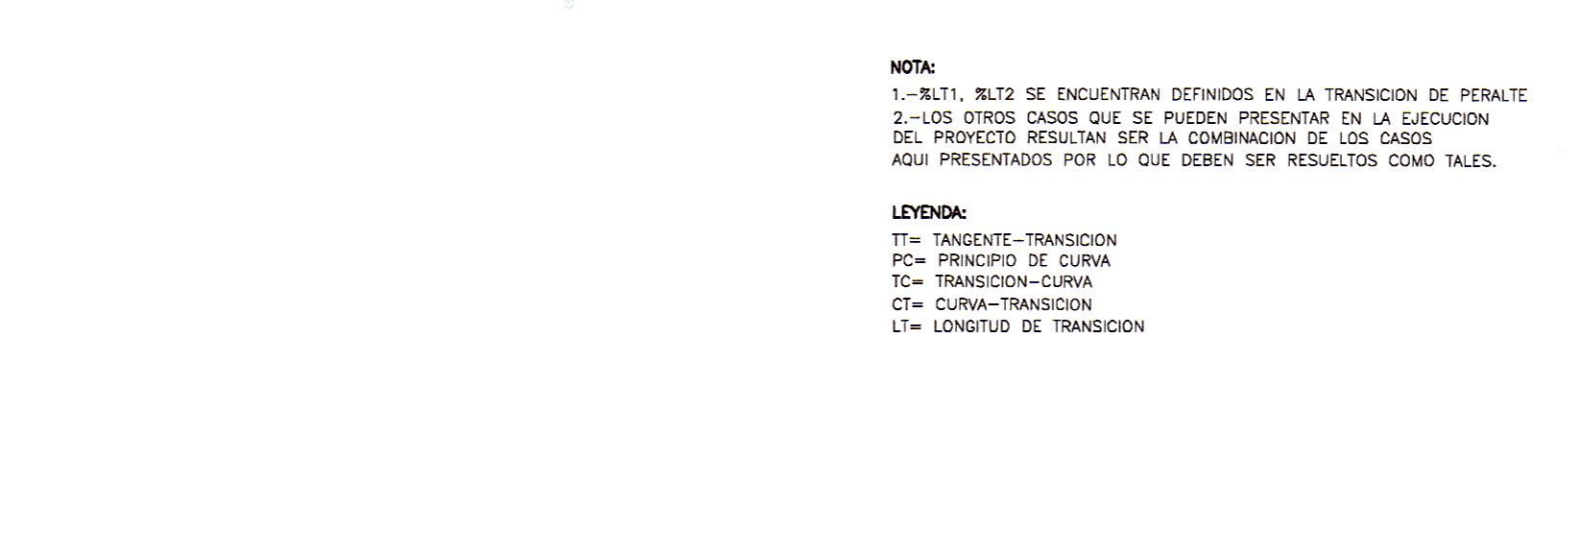 NOTA:
1.-%LT1, %LT2 SE ENCUENTRAN DEFINIDOS EN LA TRANSICION DE PERALTE
2.-LOS OTROS CASOS QUE SE PUEDEN PRESENTAR EN LA EJECUCION
DEL PROYECTO RESULTAN SER LA COMBINACION DE LOS CASOS
AQUI PRESENTADOS POR LO QUE DEBEN SER RESUELTOS COMO TALES.
LEYENDA:
TT= TANGENTE-TRANSICION
PC= PRINCIPIO DE CURVA
TC= TRANSICION-CURVA
CT= CURVA-TRANSICION
LT= LONGITUD DE TRANSICION